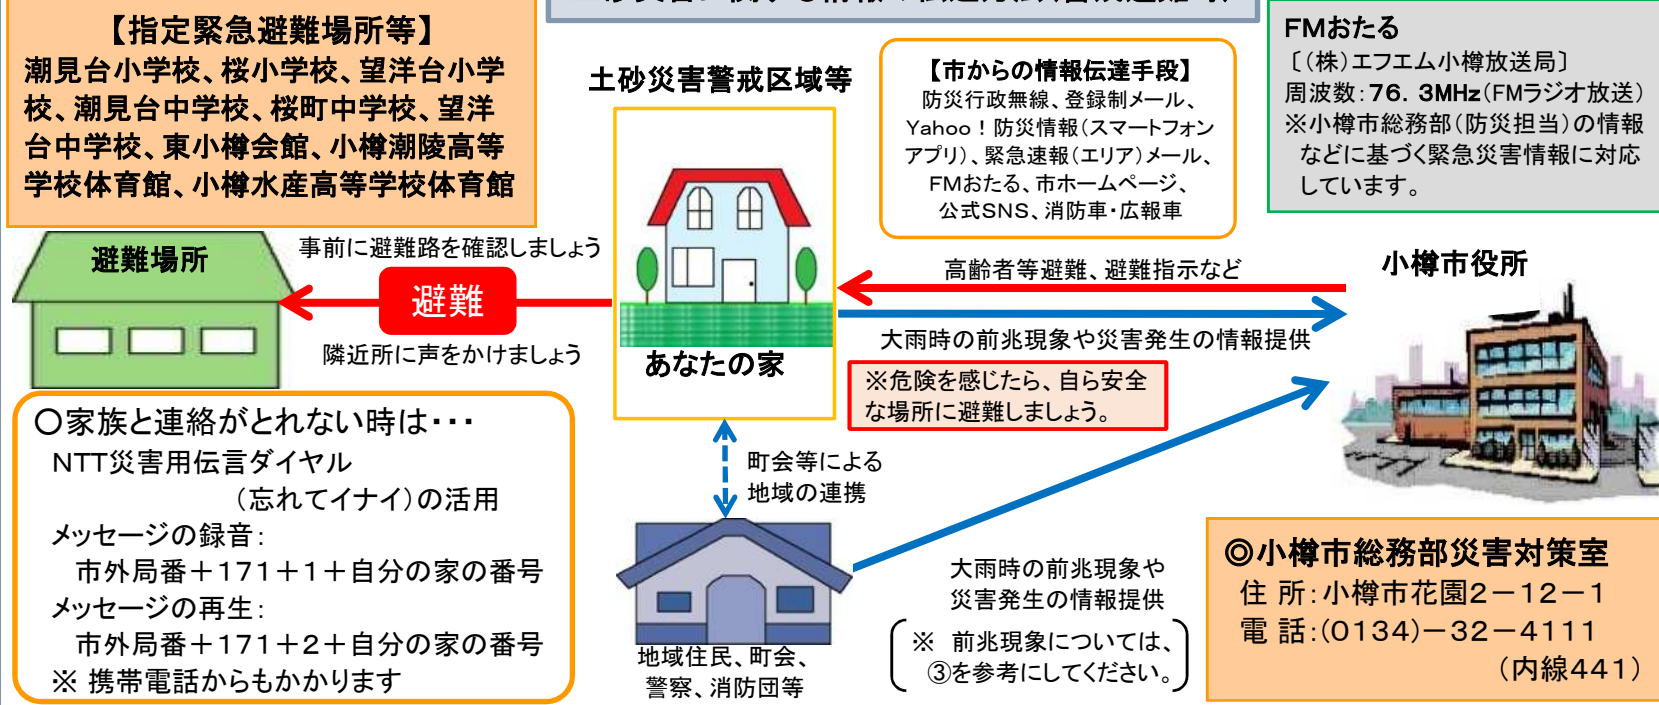 【指定緊急避難場所等】
潮見台小学校、桜小学校、望洋台小学
校、潮見台中学校、桜町中学校、望洋
台中学校、東小樽会館、小樽潮陵高等
学校体育館、小樽水産高等学校体育館
土砂災害警戒区域等
【市からの情報伝達手段】
防災行政無線、登録制メール、
Yahoo！防災情報（スマートフォン
アプリ）、緊急速報（エリア）メール、
FMおたる、市ホームページ、
公式SNS、消防車・広報車
FMおたる
〔（株）エフエム小樽放送局〕
周波数：76．3MHz（FMラジオ放送）
※小樽市総務部（防災担当）の情報
などに基づく緊急災害情報に対応
しています。
避難場所
事前に避難路を確認しましょう
避難
隣近所に声をかけましょう
あなたの家
高齢者等避難、避難指示など
大雨時の前兆現象や災害発生の情報提供
※危険を感じたら、自ら安全
な場所に避難しましょう。
小樽市役所
〇家族と連絡がとれない時は・・・
NTT災害用伝言ダイヤル
（忘れてイナイ）の活用
メッセージの録音：
市外局番＋171＋1＋自分の家の番号
メッセージの再生：
市外局番＋171＋2＋自分の家の番号
※ 携帯電話からもかかります
町会等による
地域の連携
地域住民、町会、
警察、消防団等
大雨時の前兆現象や
災害発生の情報提供
※ 前兆現象については、
③を参考にしてください。
◎小樽市総務部災害対策室
住 所：小樽市花園2－12－1
電 話：（0134）－32－4111
（内線441）